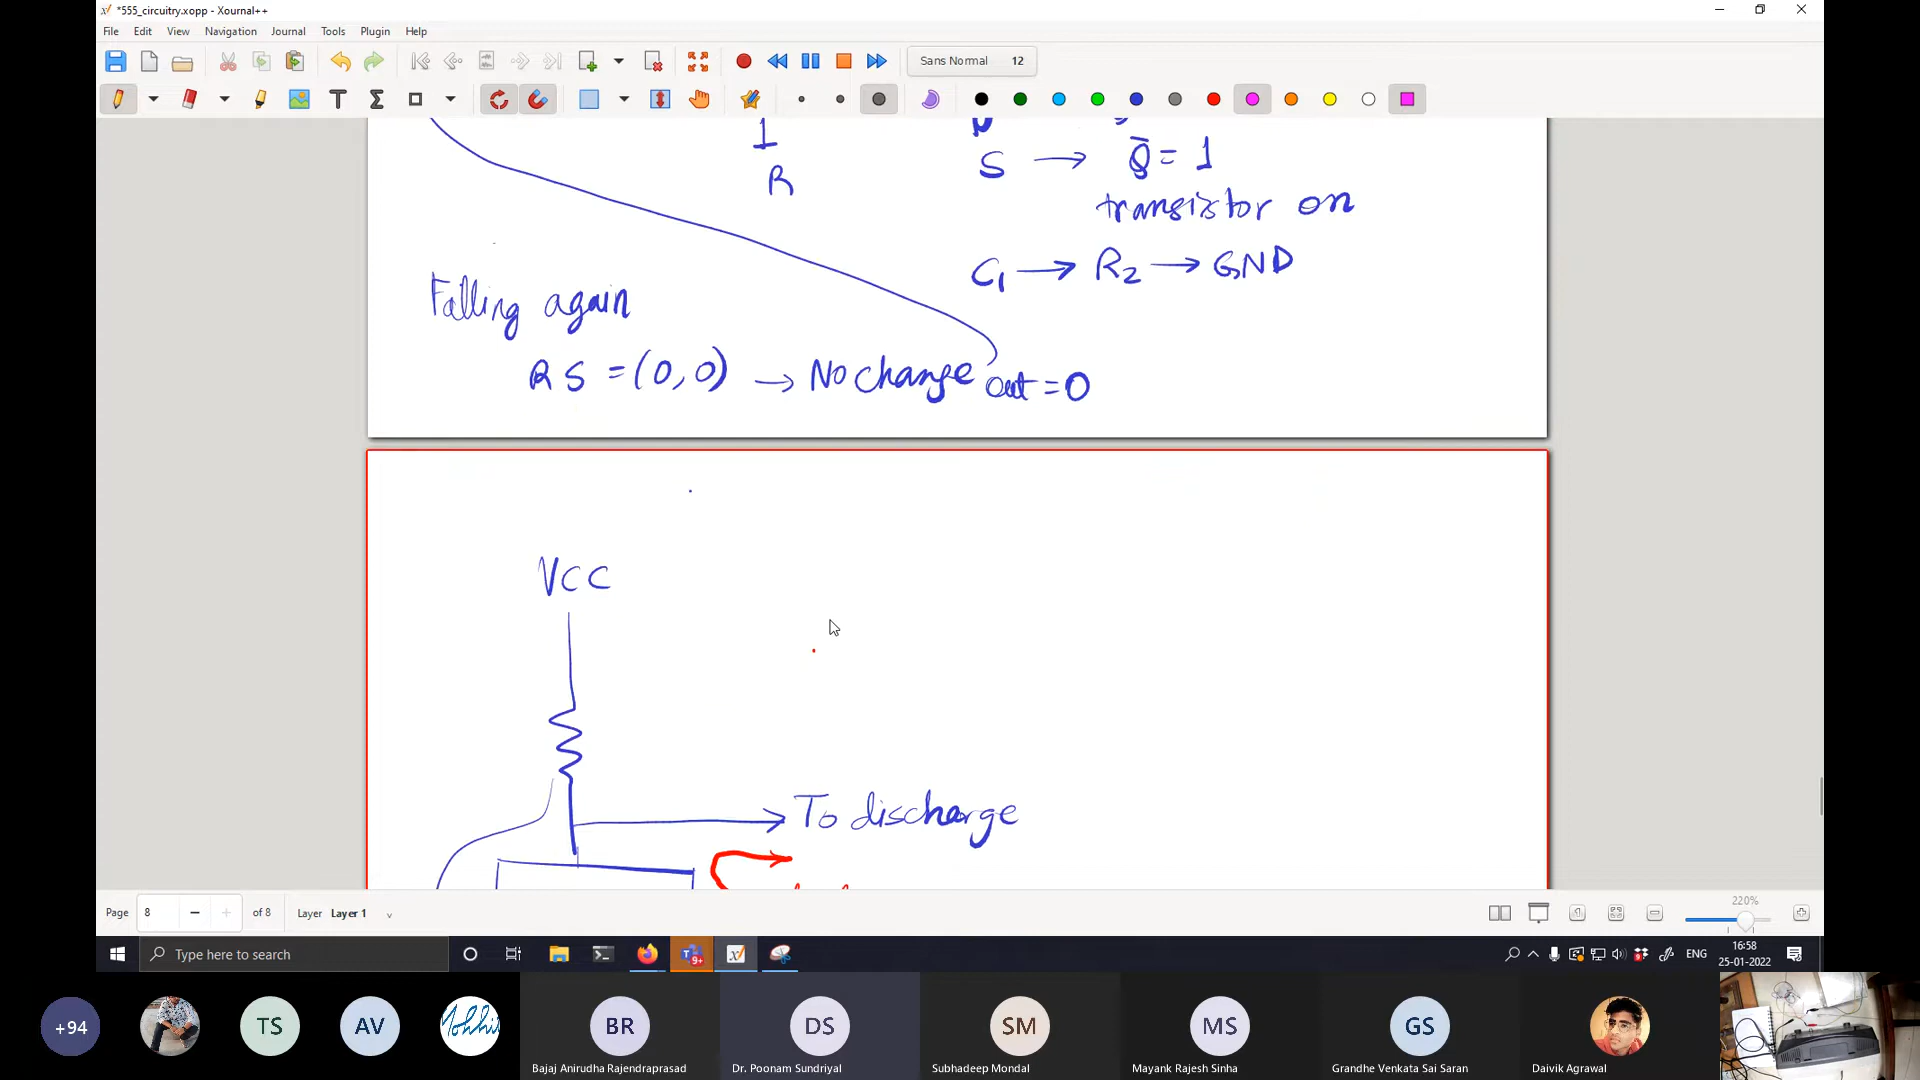 *555_circuitry.xopp - Xournal++
File Edit View Navigation Journal Tools Plugin Help
Sans Normal 12
1
R
S → Q̄ = 1
transistor on
C1 → R2 → GND
Falling again
RS = (0,0) → No change out = 0
VCC
To discharge
Page 8 of 8 Layer Layer 1
220%
Type here to search
9+
ENG
16:58
25-01-2022
+94
TS
AV
BR
DS
SM
MS
GS
Bajaj Anirudha Rajendraprasad
Dr. Poonam Sundriyal
Subhadeep Mondal
Mayank Rajesh Sinha
Grandhe Venkata Sai Saran
Daivik Agrawal